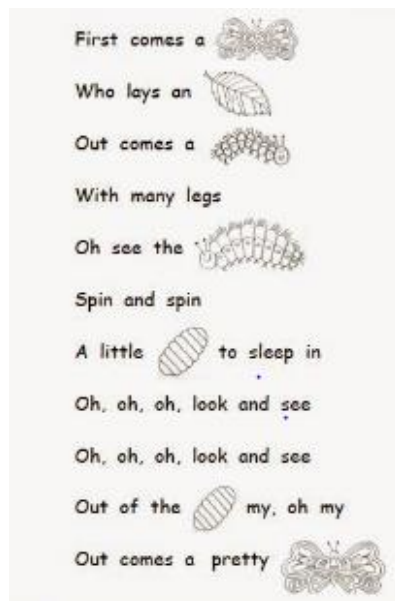 First comes a
Who lays an
Out comes a
With many legs
Oh see the
Spin and spin
A little to sleep in
Oh, oh, oh, look and see
Oh, oh, oh, look and see
Out of the my, oh my
Out comes a pretty